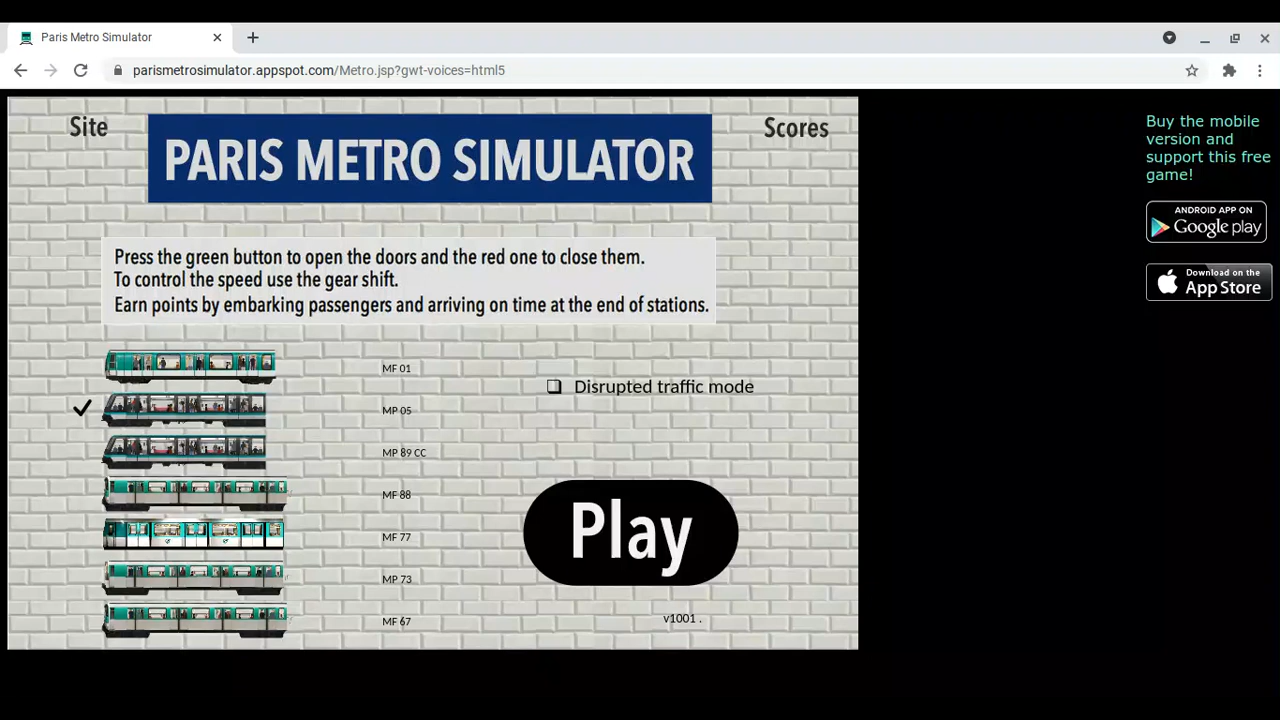 Paris Metro Simulator
parismetrosimulator.appspot.com/Metro.jsp?gwt-voices=html5
Site
PARIS METRO SIMULATOR
Scores
Buy the mobile
version and
support this free
game!
ANDROID APP ON
Google play
Download on the
App Store
Press the green button to open the doors and the red one to close them.
To control the speed use the gear shift.
Earn points by embarking passengers and arriving on time at the end of stations.
MF 01
MP 05
MP 89 CC
MF 88
MF 77
MP 73
MF 67
Disrupted traffic mode
Play
v1001 .